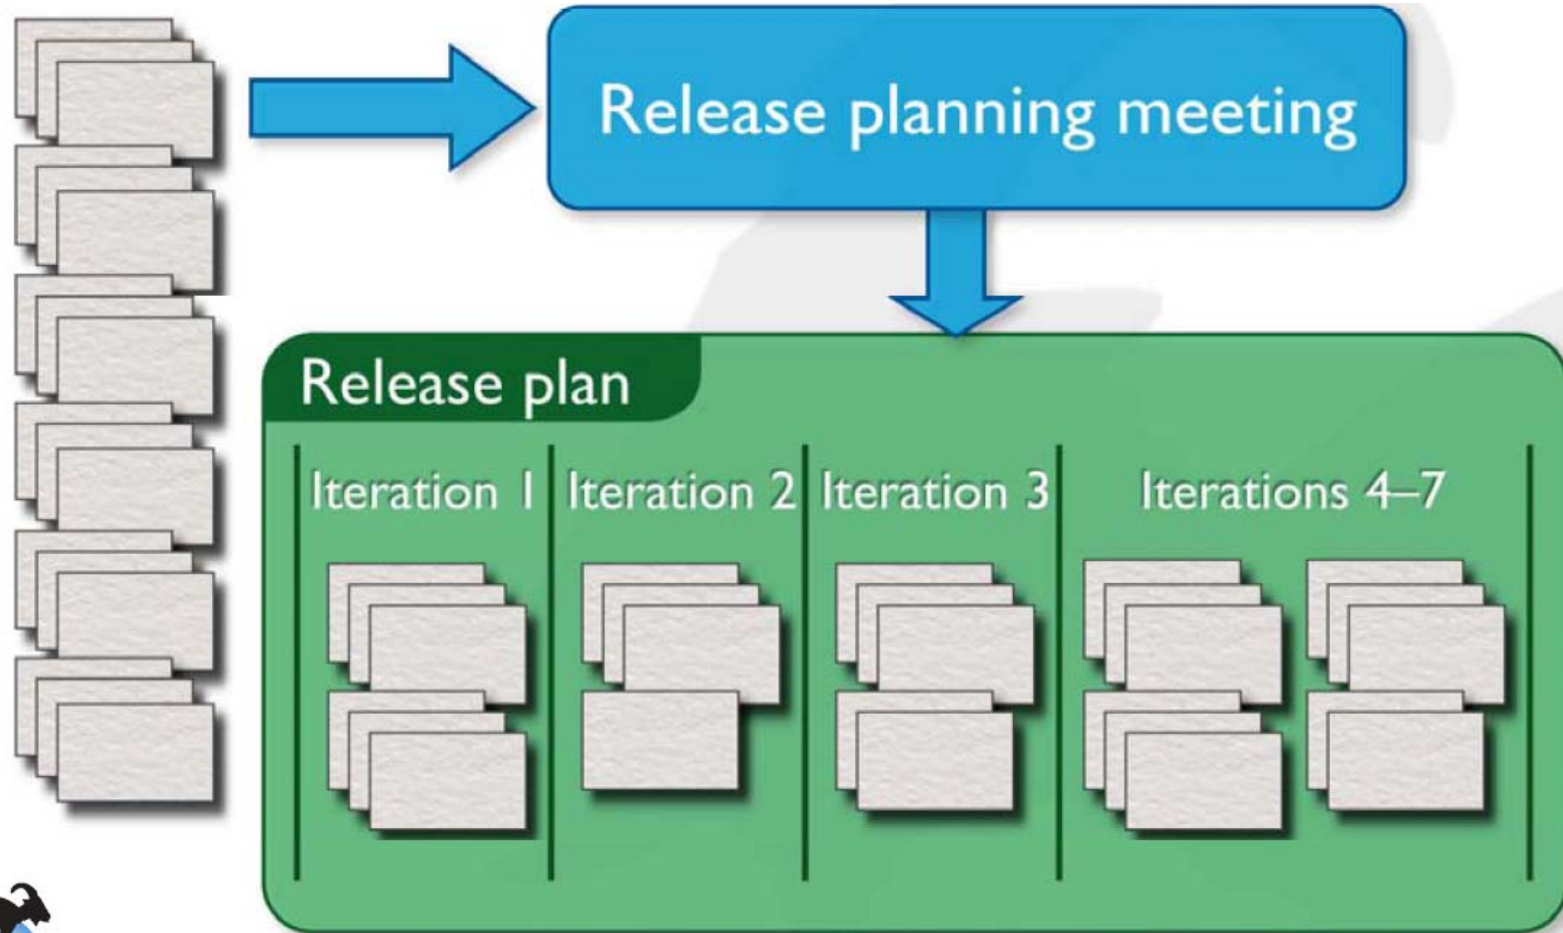 Release planning meeting
Release plan
Iteration 1
Iteration 2
Iteration 3
Iterations 4–7